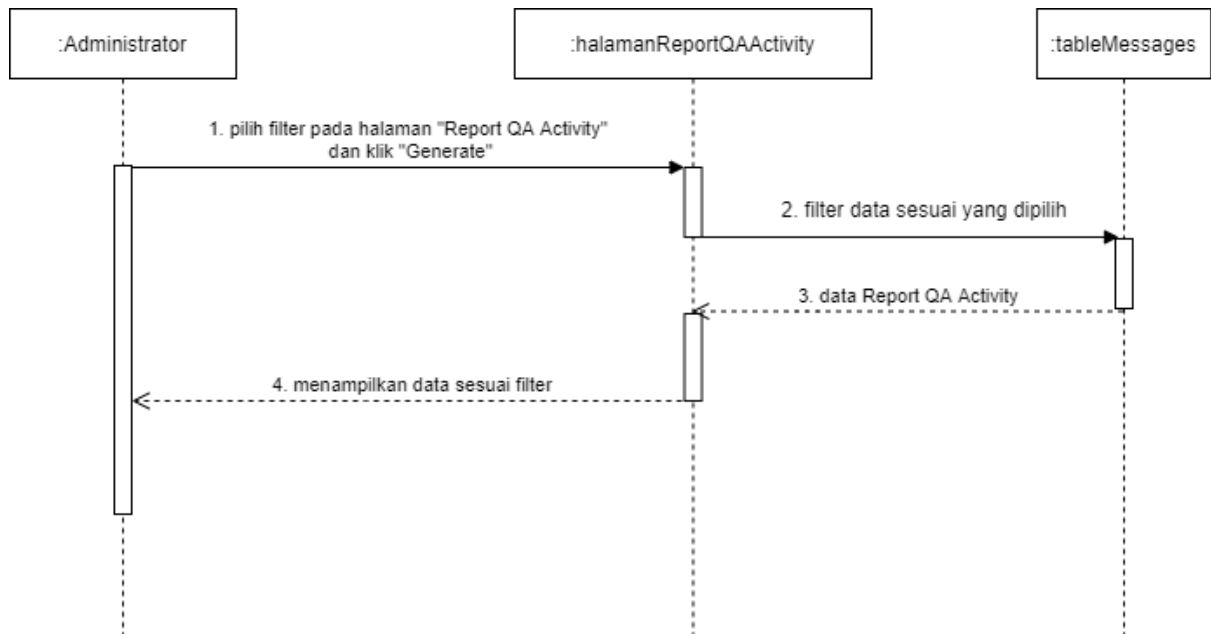 :Administrator
:halamanReportQAActivity
:tableMessages
1. pilih filter pada halaman "Report QA Activity"
dan klik "Generate"
2. filter data sesuai yang dipilih
3. data Report QA Activity
4. menampilkan data sesuai filter